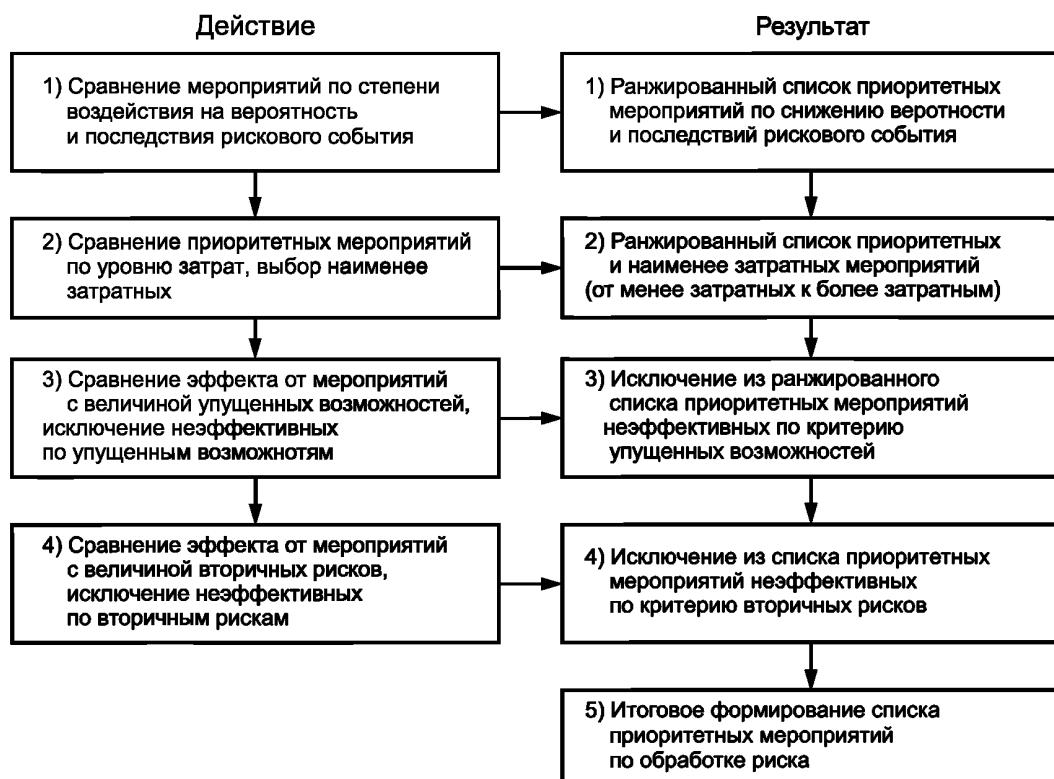 Действие
Результат
1) Сравнение мероприятий по степени
воздействия на вероятность
и последствия рискового события
1) Ранжированный список приоритетных
мероприятий по снижению веротности
и последствий рискового события
2) Сравнение приоритетных мероприятий
по уровню затрат, выбор наименее
затратных
2) Ранжированный список приоритетных
и наименее затратных мероприятий
(от менее затратных к более затратным)
3) Сравнение эффекта от мероприятий
с величиной упущенных возможностей,
исключение неэффективных
по упущенным возможнотям
3) Исключение из ранжированного
списка приоритетных мероприятий
неэффективных по критерию
упущенных возможностей
4) Сравнение эффекта от мероприятий
с величиной вторичных рисков,
исключение неэффективных
по вторичным рискам
4) Исключение из списка приоритетных
мероприятий неэффективных
по критерию вторичных рисков
5) Итоговое формирование списка
приоритетных мероприятий
по обработке риска